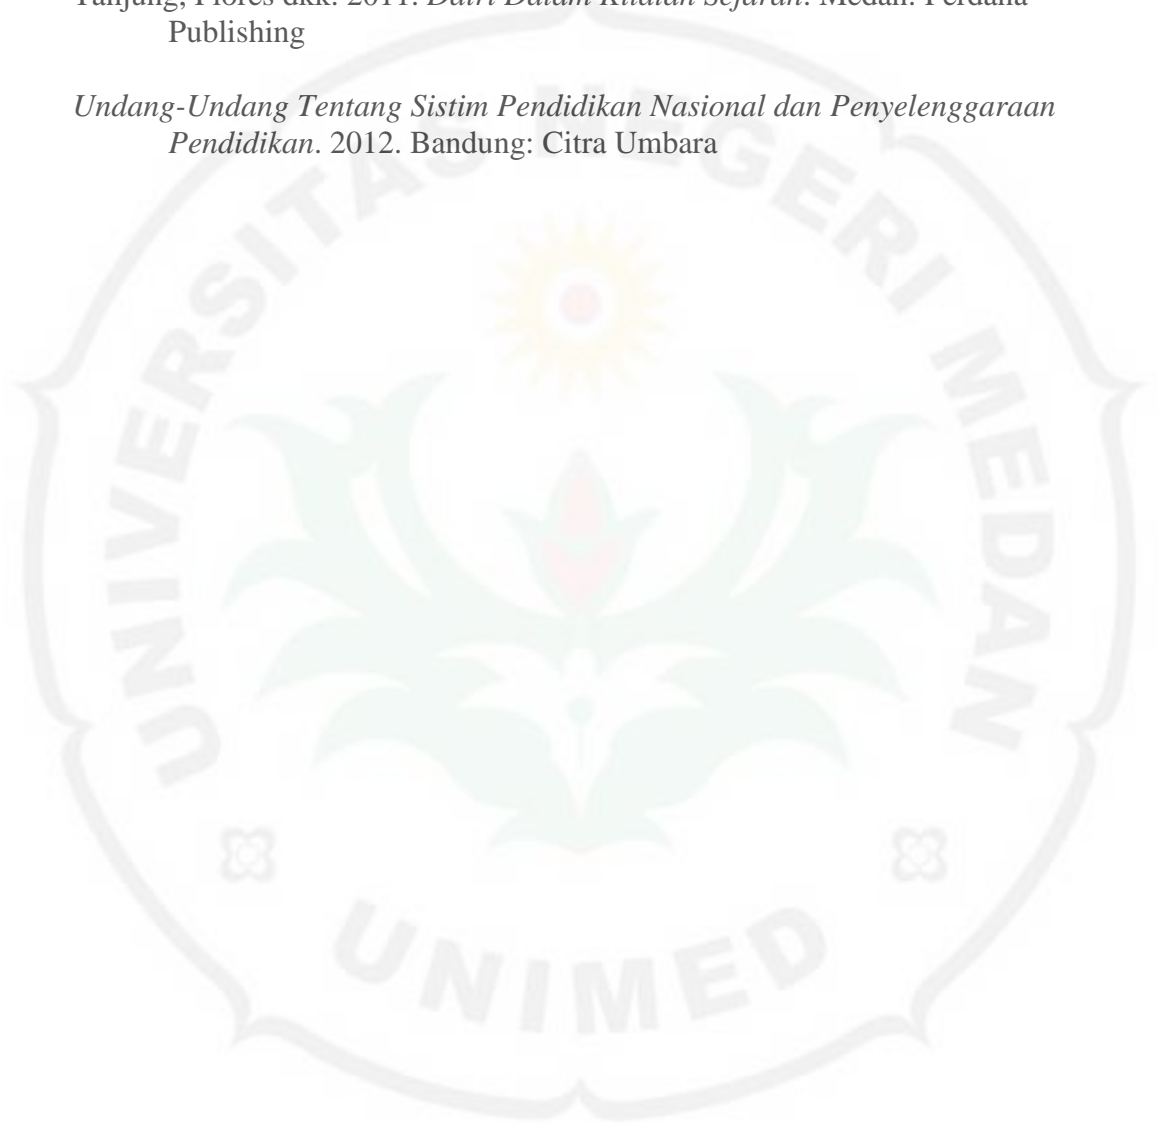 Tanjung, Flores dkk. 2011. Dairi Dalam Kilatan Sejarah. Medan: Perdana
Publishing
Undang-Undang Tentang Sistim Pendidikan Nasional dan Penyelenggaraan
Pendidikan. 2012. Bandung: Citra Umbara
UNIVERSITAS NEGERI MEDAN
UNIMED